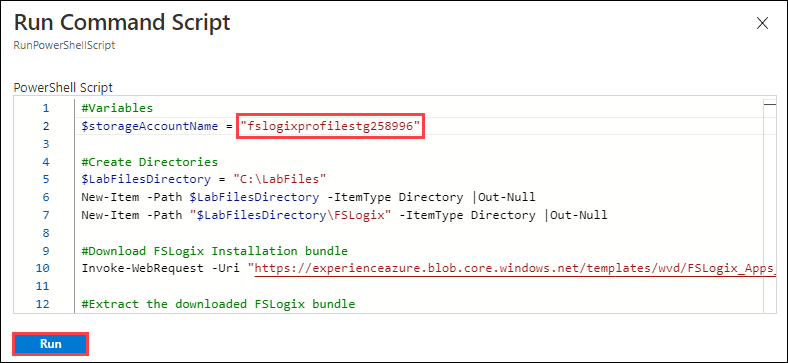 Run Command Script
RunPowerShellScript
PowerShell Script
1 #Variables
2 $storageAccountName = "fslogixprofilestg258996"
3
4 #Create Directories
5 $LabFilesDirectory = "C:\LabFiles"
6 New-Item -Path $LabFilesDirectory -ItemType Directory |Out-Null
7 New-Item -Path "$LabFilesDirectory\FSLogix" -ItemType Directory |Out-Null
8
9 #Download FSLogix Installation bundle
10 Invoke-WebRequest -Uri "https://experienceazure.blob.core.windows.net/templates/wvd/FSLogix_Apps_
11
12 #Extract the downloaded FSLogix bundle
Run